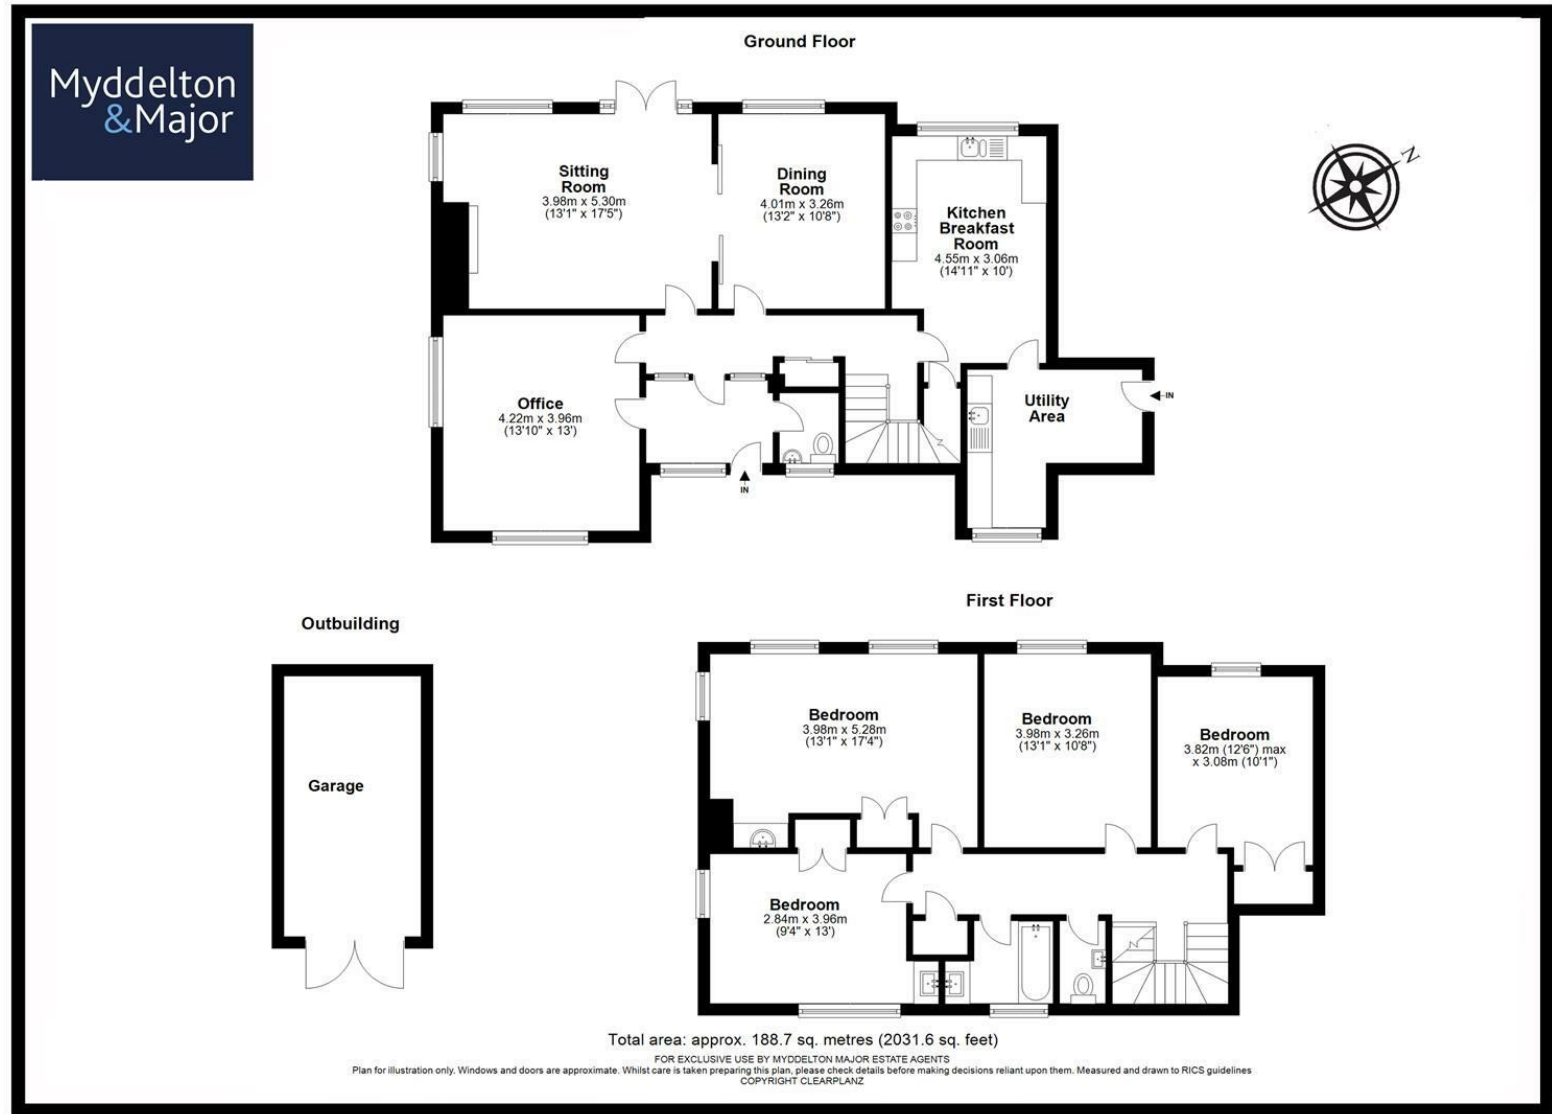 Myddelton
&Major
Ground Floor
N
Sitting
Room
3.98m x 5.30m
(13'1" x 17'5")
Dining
Room
4.01m x 3.26m
(13'2" x 10'8")
Kitchen
Breakfast
Room
4.55m x 3.06m
(14'11" x 10')
Office
4.22m x 3.96m
(13'10" x 13')
Utility
Area
IN
IN
First Floor
Outbuilding
Garage
Bedroom
3.98m x 5.28m
(13'1" x 17'4")
Bedroom
3.98m x 3.26m
(13'1" x 10'8")
Bedroom
3.82m (12'6") max
x 3.08m (10'1")
Bedroom
2.84m x 3.96m
(9'4" x 13')
Total area: approx. 188.7 sq. metres (2031.6 sq. feet)
FOR EXCLUSIVE USE BY MYDDELTON MAJOR ESTATE AGENTS
Plan for illustration only. Windows and doors are approximate. Whilst care is taken preparing this plan, please check details before making decisions reliant upon them. Measured and drawn to RICS guidelines
COPYRIGHT CLEARPLANZ